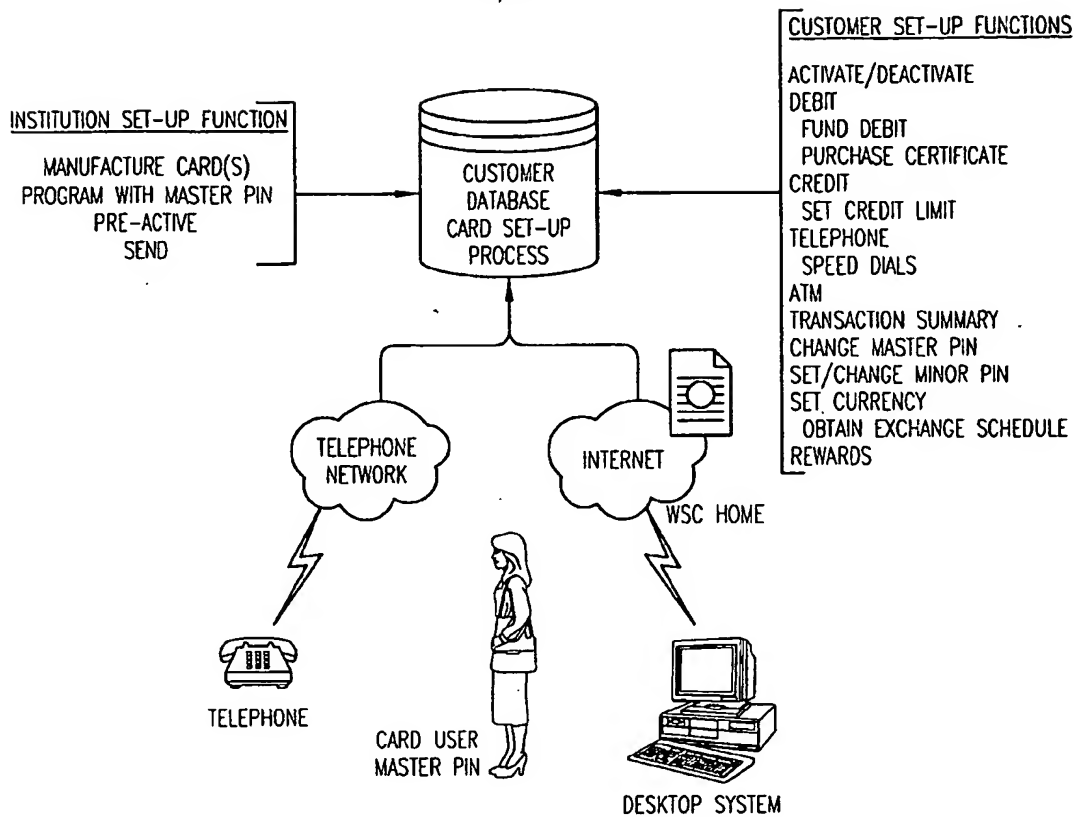 CUSTOMER SET-UP FUNCTIONS
ACTIVATE/DEACTIVATE
DEBIT
FUND DEBIT
PURCHASE CERTIFICATE
CREDIT
SET CREDIT LIMIT
TELEPHONE
SPEED DIALS
ATM
TRANSACTION SUMMARY
CHANGE MASTER PIN
SET/CHANGE MINOR PIN
SET CURRENCY
OBTAIN EXCHANGE SCHEDULE
REWARDS
INSTITUTION SET-UP FUNCTION
MANUFACTURE CARD(S)
PROGRAM WITH MASTER PIN
PRE-ACTIVE
SEND
CUSTOMER
DATABASE
CARD SET-UP
PROCESS
TELEPHONE
NETWORK
INTERNET
WSC HOME
TELEPHONE
CARD USER
MASTER PIN
DESKTOP SYSTEM